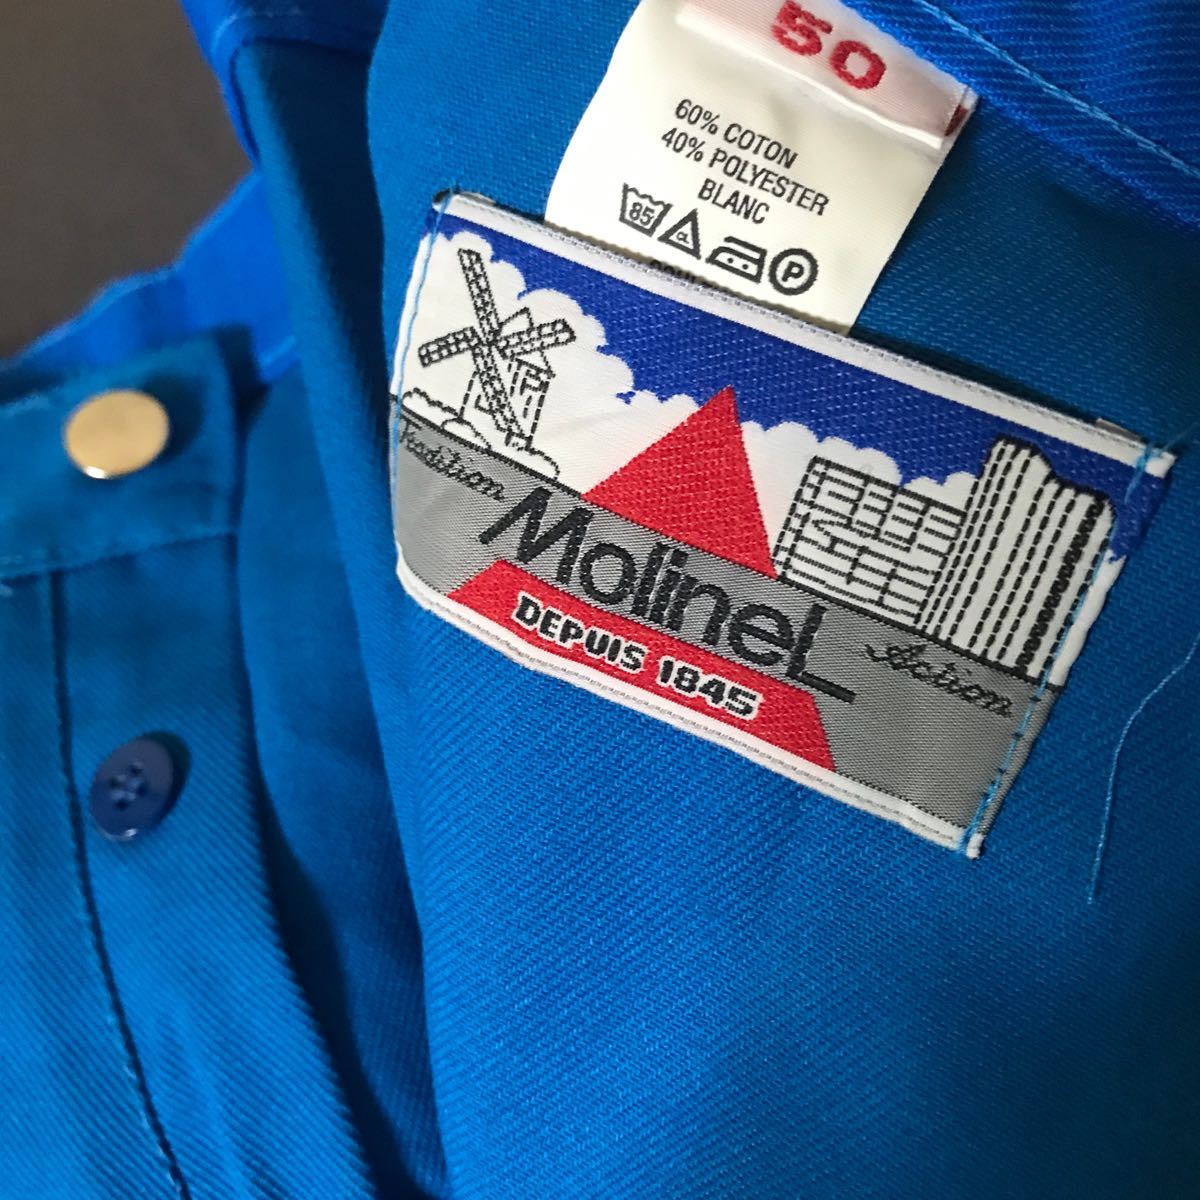 50
60% COTON
40% POLYESTER
BLANC
85
α
P
Tradition
MolineL
Action
DEPUIS 1845